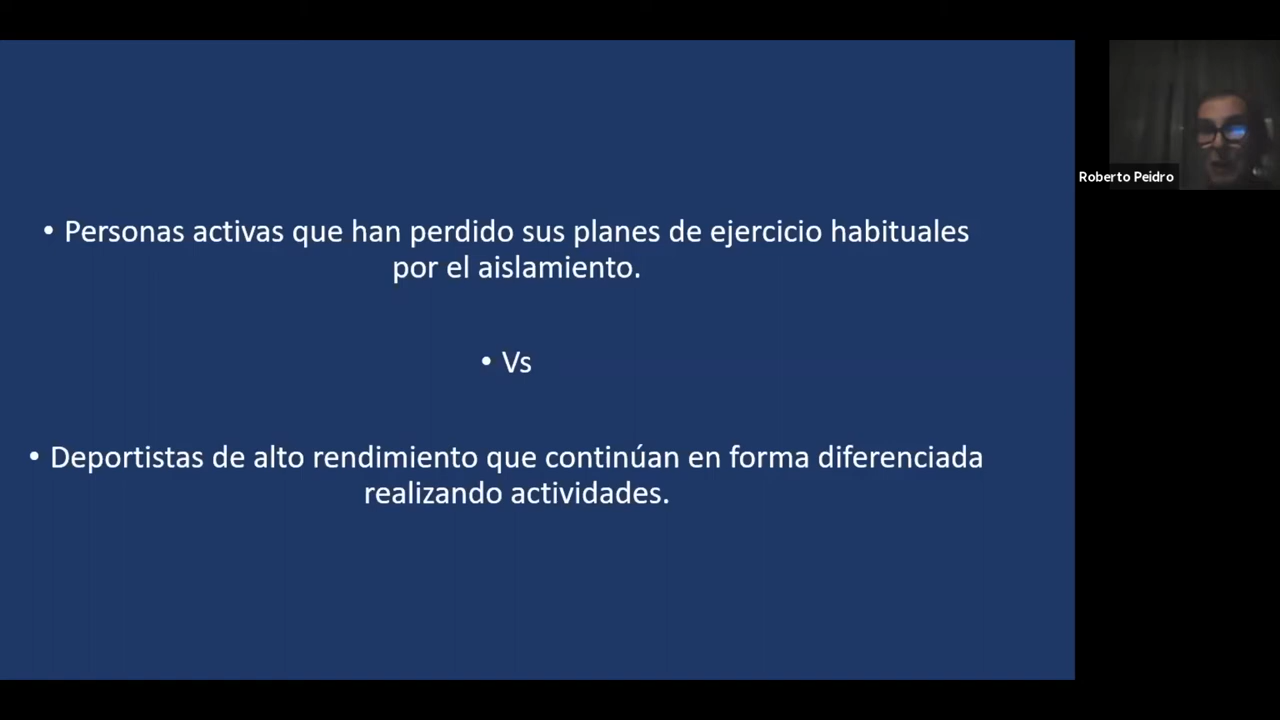 • Personas activas que han perdido sus planes de ejercicio habituales
por el aislamiento.
• Vs
• Deportistas de alto rendimiento que continúan en forma diferenciada
realizando actividades.
Roberto Peidro